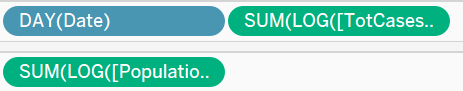 DAY(Date) SUM(LOG([TotCases..
SUM(LOG([Populatio..